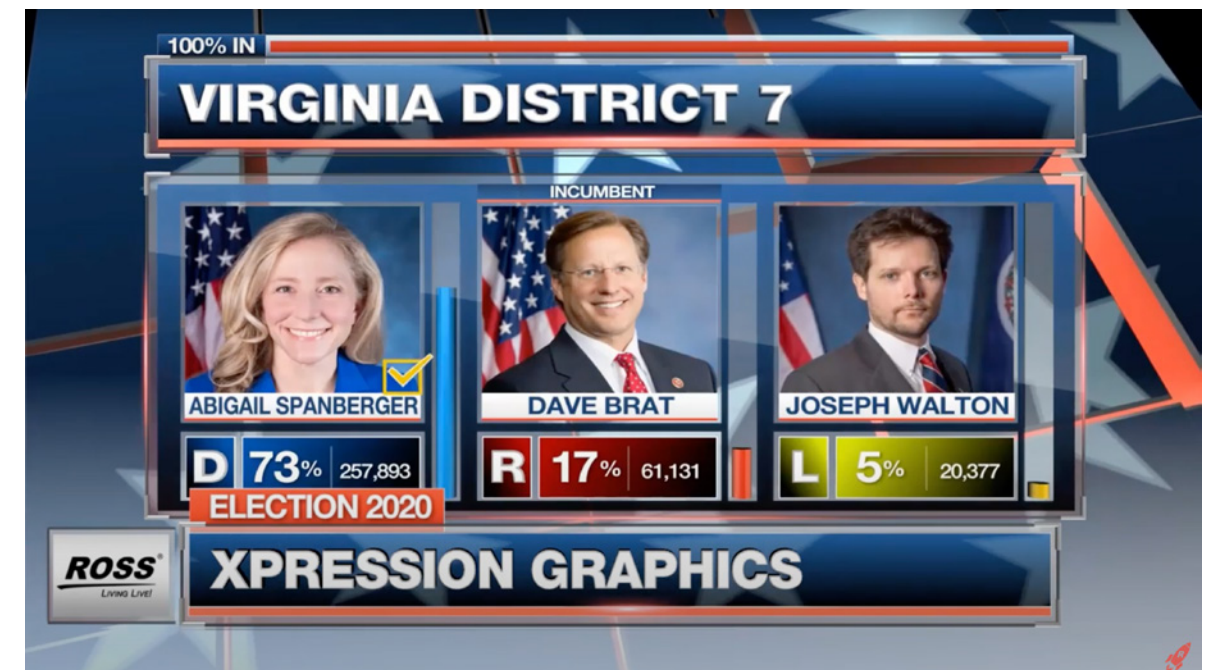 100% IN
VIRGINIA DISTRICT 7
INCUMBENT
ABIGAIL SPANBERGER
DAVE BRAT
JOSEPH WALTON
D 73% 257,893
R 17% 61,131
L 5% 20,377
ELECTION 2020
ROSS®
LIVING LIVE!
XPRESSION GRAPHICS